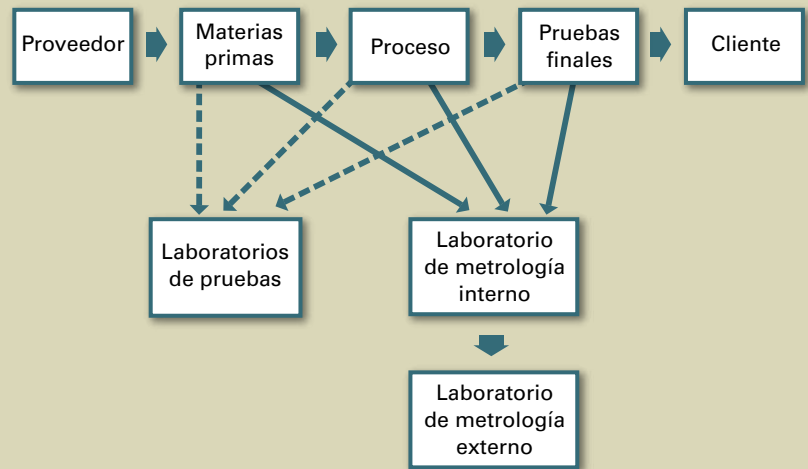 Proveedor
Materias
primas
Proceso
Pruebas
finales
Cliente
Laboratorios
de pruebas
Laboratorio
de metrología
interno
Laboratorio
de metrología
externo